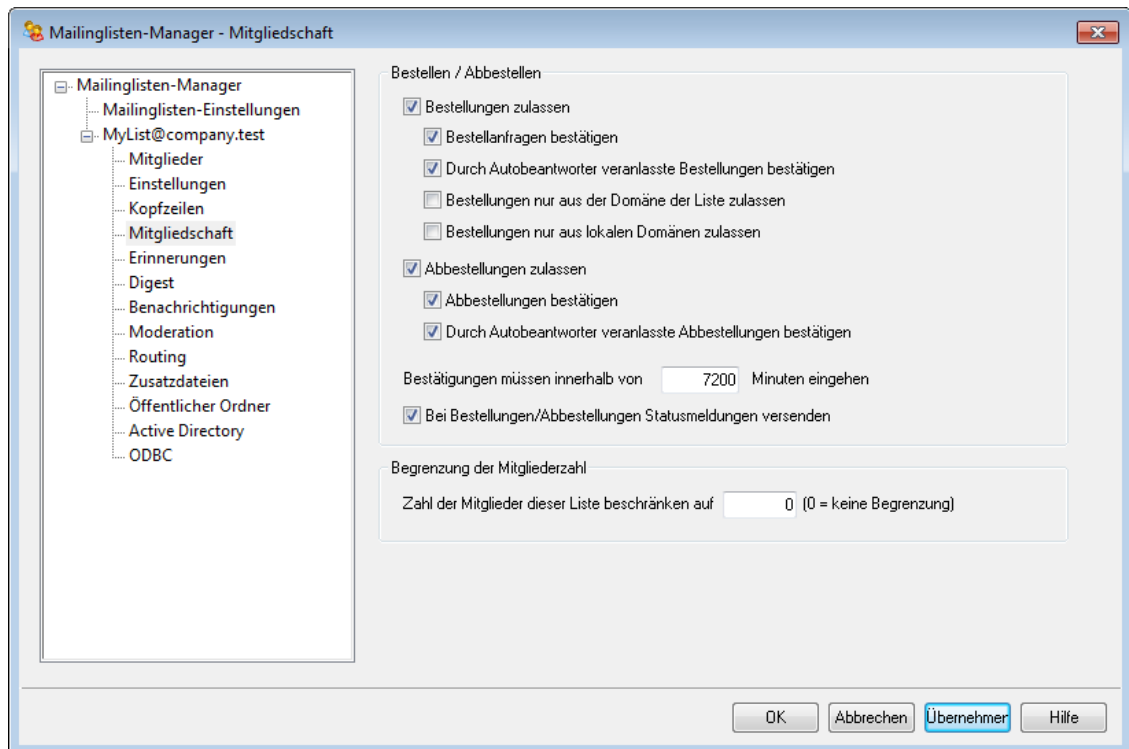 Mailinglisten-Manager - Mitgliedschaft
Mailinglisten-Manager
Mailinglisten-Einstellungen
MyList@company.test
Mitglieder
Einstellungen
Kopfzeilen
Mitgliedschaft
Erinnerungen
Digest
Benachrichtigungen
Moderation
Routing
Zusatzdateien
Öffentlicher Ordner
Active Directory
ODBC
Bestellen / Abbestellen
Bestellungen zulassen
Bestellanfragen bestätigen
Durch Autobeantworter veranlasste Bestellungen bestätigen
Bestellungen nur aus der Domäne der Liste zulassen
Bestellungen nur aus lokalen Domänen zulassen
Abbestellungen zulassen
Abbestellungen bestätigen
Durch Autobeantworter veranlasste Abbestellungen bestätigen
Bestätigungen müssen innerhalb von 7200 Minuten eingehen
Bei Bestellungen/Abbestellungen Statusmeldungen versenden
Begrenzung der Mitgliederzahl
Zahl der Mitglieder dieser Liste beschränken auf 0 (0 = keine Begrenzung)
OK Abbrechen Übernehmer Hilfe